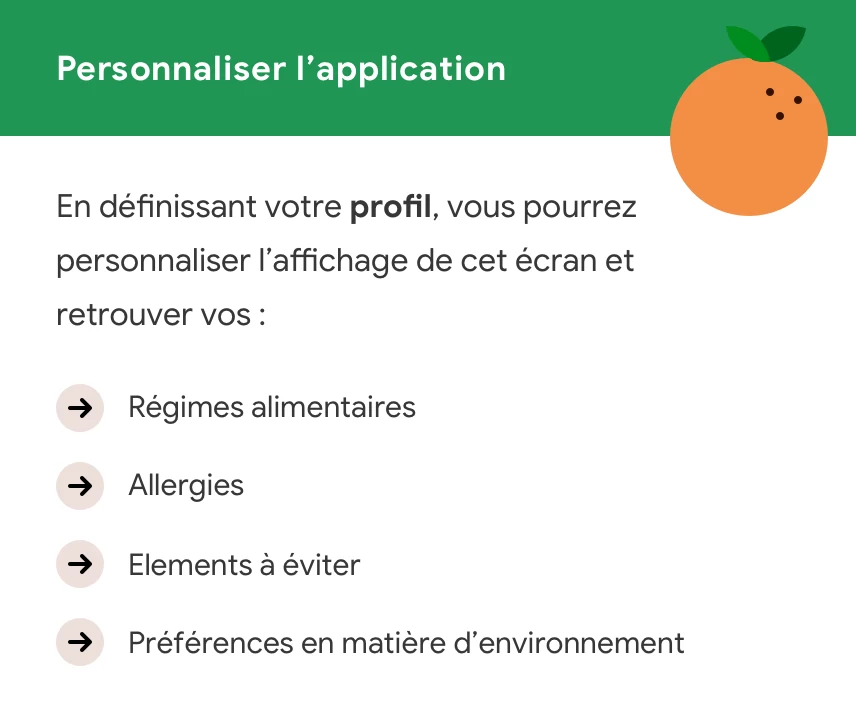 Personnaliser l’application
En définissant votre profil, vous pourrez
personnaliser l’affichage de cet écran et
retrouver vos :
Régimes alimentaires
Allergies
Elements à éviter
Préférences en matière d’environnement